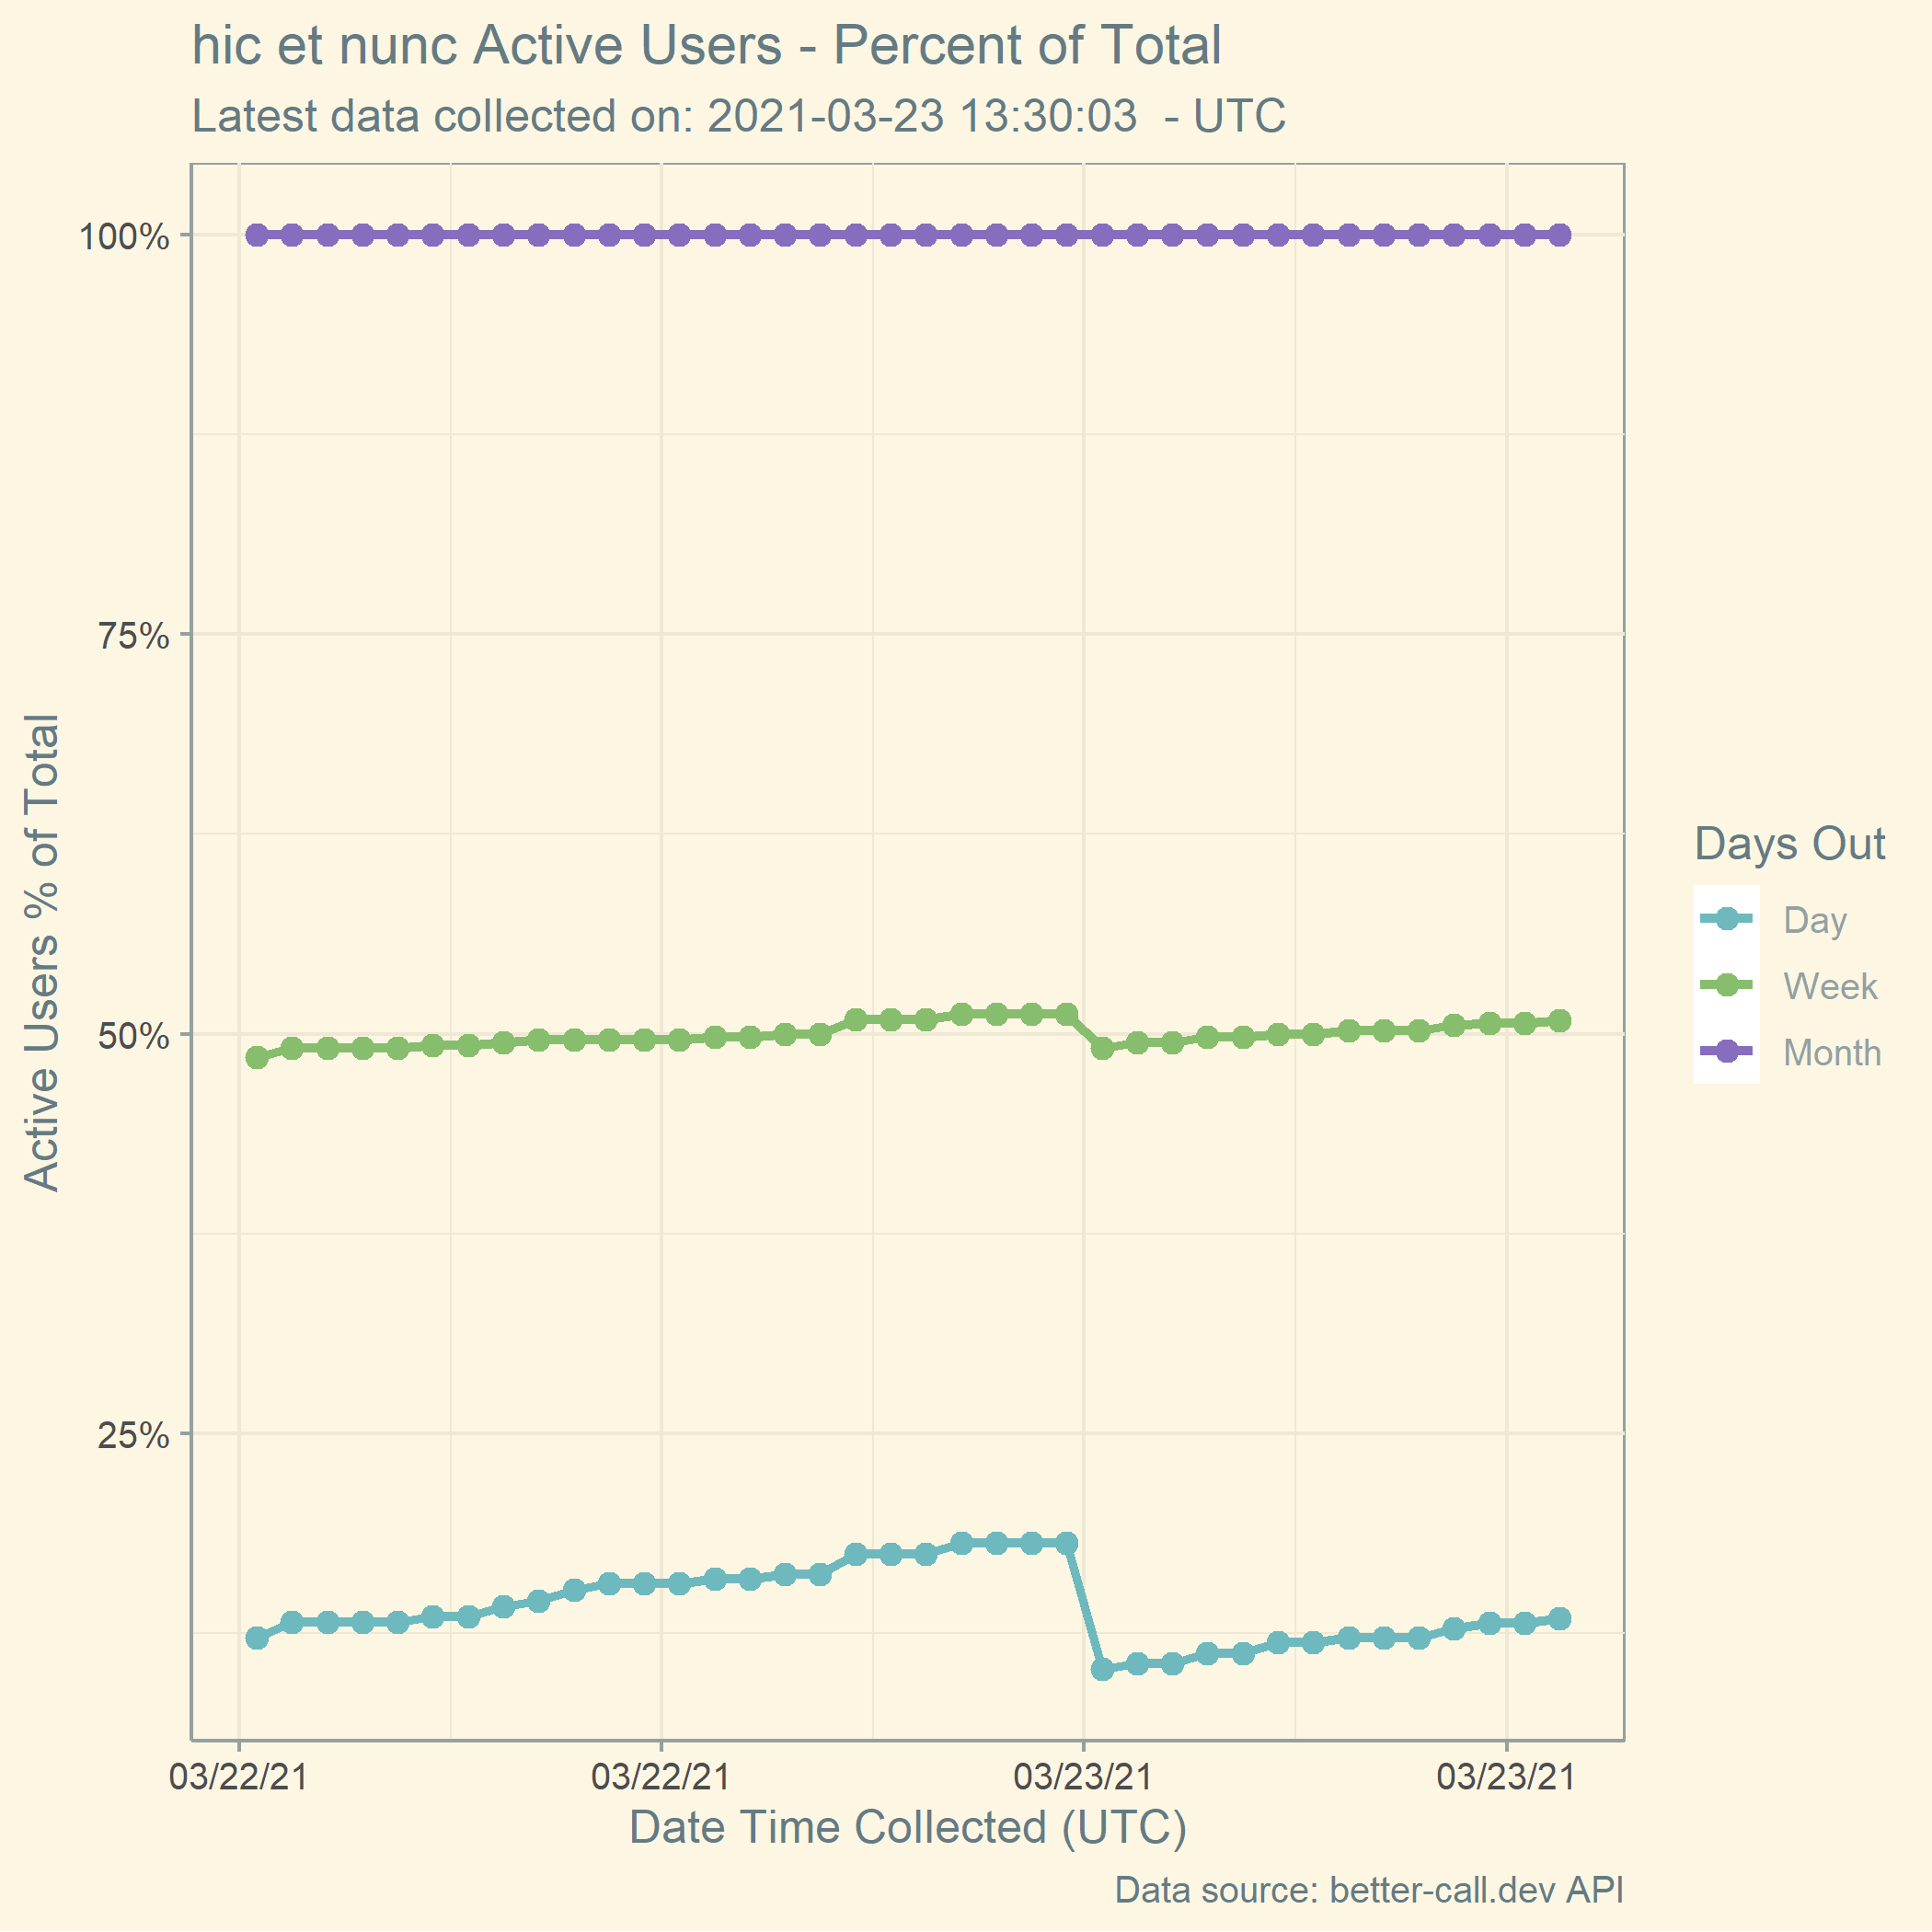 hic et nunc Active Users - Percent of Total
Latest data collected on: 2021-03-23 13:30:03  - UTC
100%
75%
50%
25%
Active Users % of Total
03/22/21 03/22/21 03/23/21 03/23/21
Date Time Collected (UTC)
Days Out
Day
Week
Month
Data source: better-call.dev API